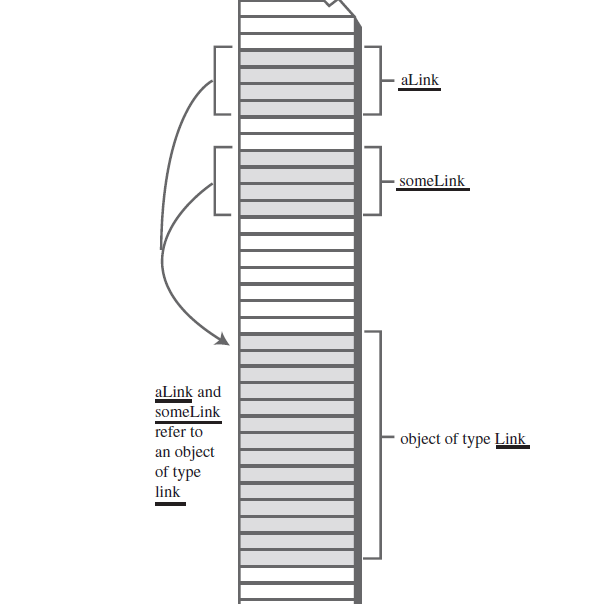 aLink
someLink
aLink and
someLink
refer to
an object
of type
link
object of type Link